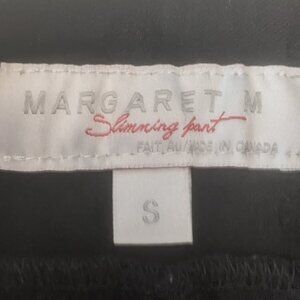 MARGARET M
Slimming pant
FAIT AU/MADE IN CANADA
S